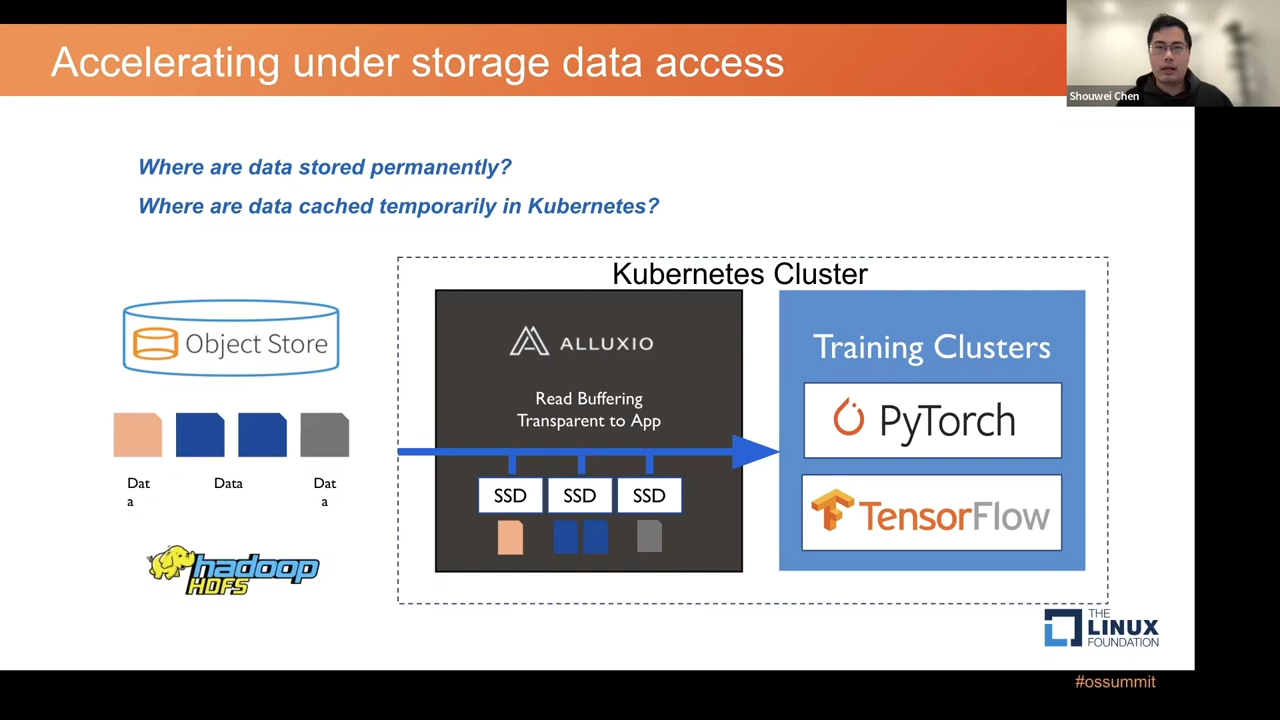 Accelerating under storage data access
Shouwei Chen
Where are data stored permanently?
Where are data cached temporarily in Kubernetes?
Kubernetes Cluster
Object Store
ALLUXIO
Read Buffering
Transparent to App
Training Clusters
PyTorch
TensorFlow
SSD
SSD
SSD
Dat
a
Data
Dat
a
hadoop
HDFS
THE
LINUX
FOUNDATION
#ossummit